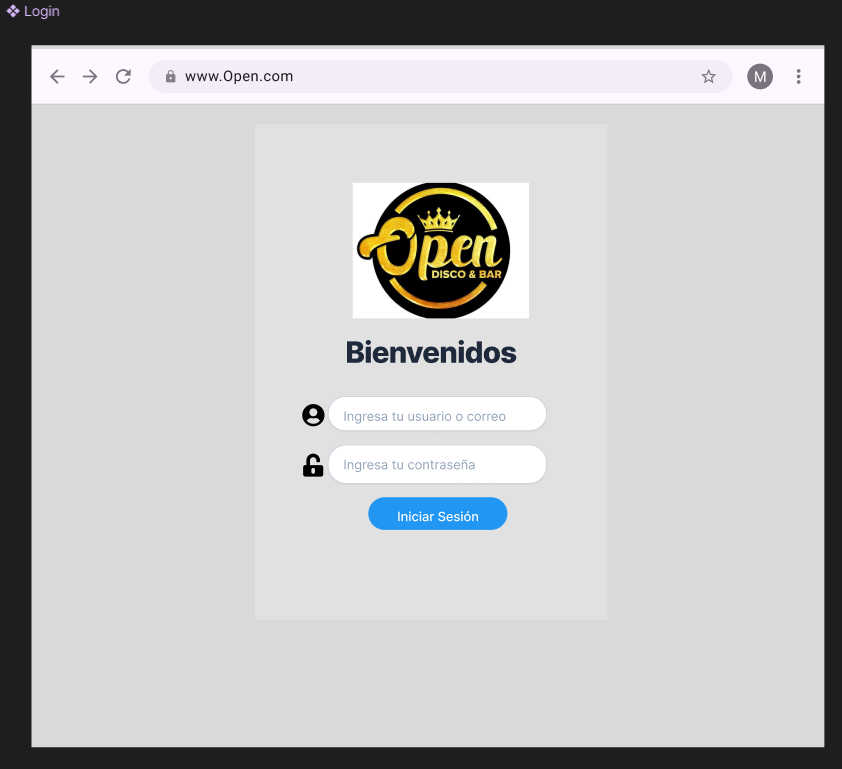 Login
www.Open.com
M
Open
DISCO & BAR
Bienvenidos
Ingresa tu usuario o correo
Ingresa tu contraseña
Iniciar Sesión